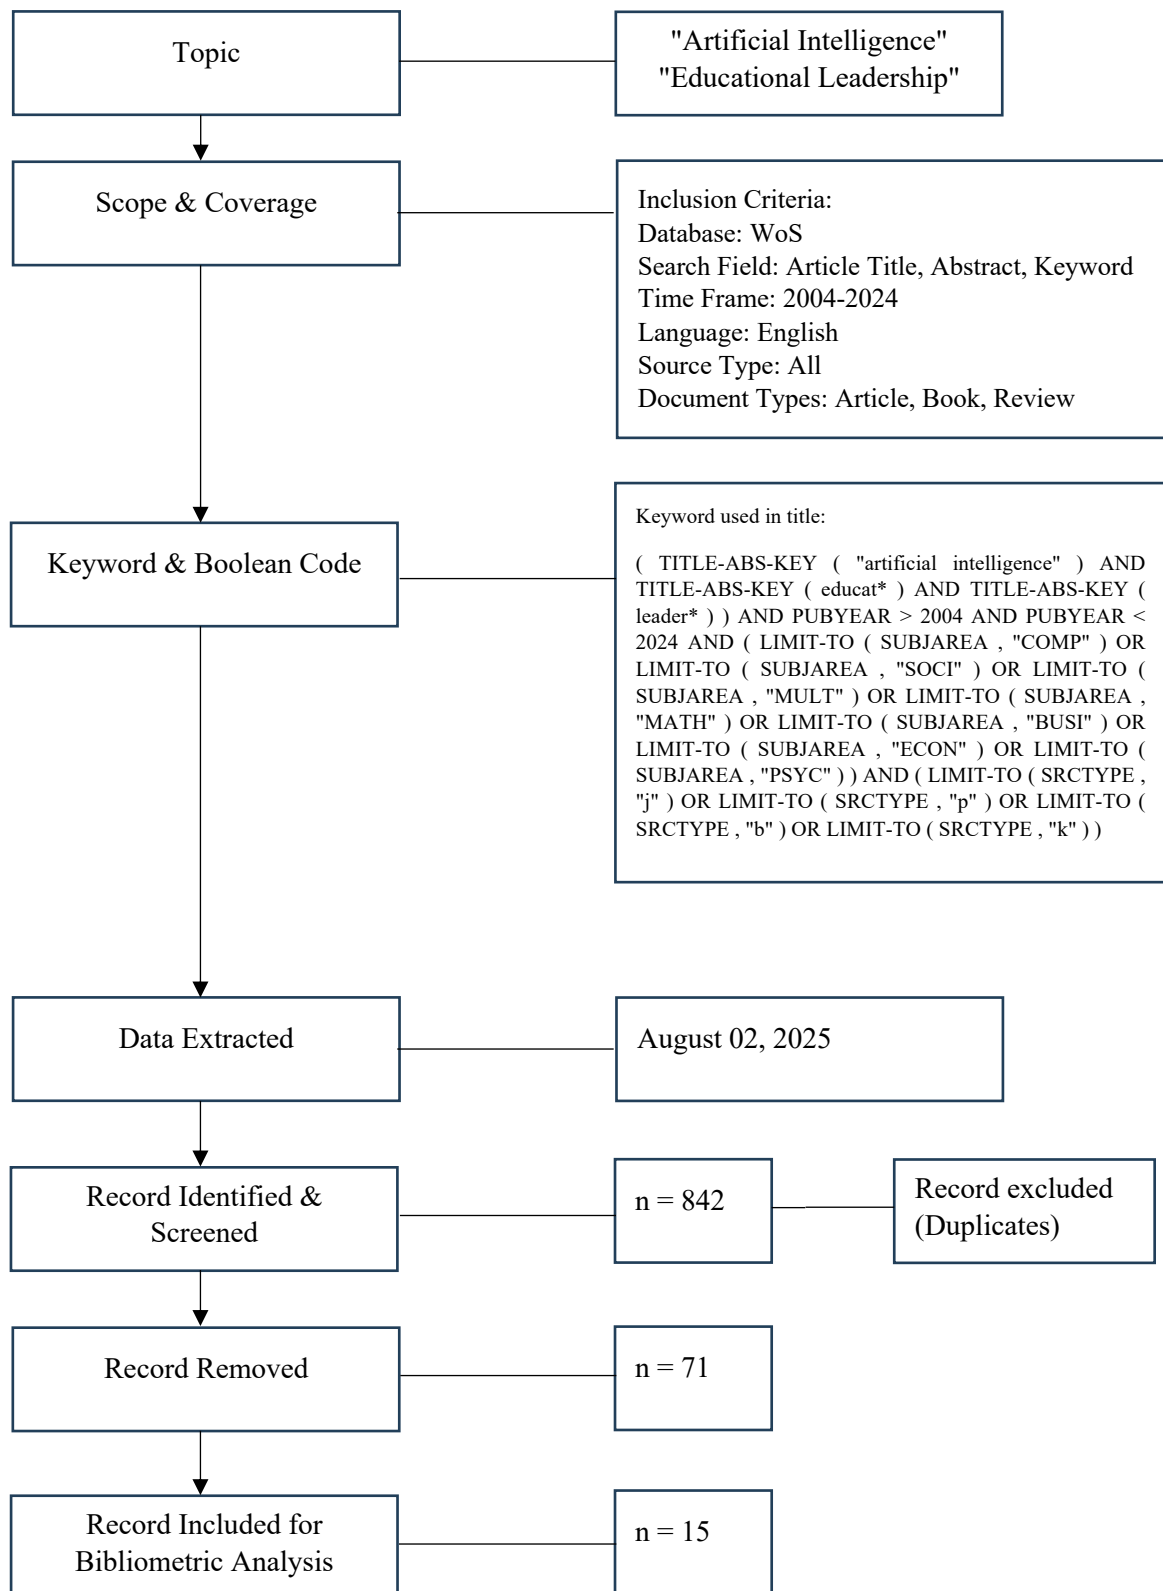 Topic
"Artificial Intelligence"
"Educational Leadership"
Scope & Coverage
Inclusion Criteria:
Database: WoS
Search Field: Article Title, Abstract, Keyword
Time Frame: 2004-2024
Language: English
Source Type: All
Document Types: Article, Book, Review
Keyword & Boolean Code
Keyword used in title:
( TITLE-ABS-KEY ( "artificial intelligence" ) AND
TITLE-ABS-KEY ( educat* ) AND TITLE-ABS-KEY (
leader* ) ) AND PUBYEAR > 2004 AND PUBYEAR <
2024 AND ( LIMIT-TO ( SUBJAREA , "COMP" ) OR
LIMIT-TO ( SUBJAREA , "SOCI" ) OR LIMIT-TO (
SUBJAREA , "MULT" ) OR LIMIT-TO ( SUBJAREA ,
"MATH" ) OR LIMIT-TO ( SUBJAREA , "BUSI" ) OR
LIMIT-TO ( SUBJAREA , "ECON" ) OR LIMIT-TO (
SUBJAREA , "PSYC" ) ) AND ( LIMIT-TO ( SRCTYPE ,
"j" ) OR LIMIT-TO ( SRCTYPE , "p" ) OR LIMIT-TO (
SRCTYPE , "b" ) OR LIMIT-TO ( SRCTYPE , "k" ) )
Data Extracted
August 02, 2025
Record Identified &
Screened
n = 842
Record excluded
(Duplicates)
Record Removed
n = 71
Record Included for
Bibliometric Analysis
n = 15